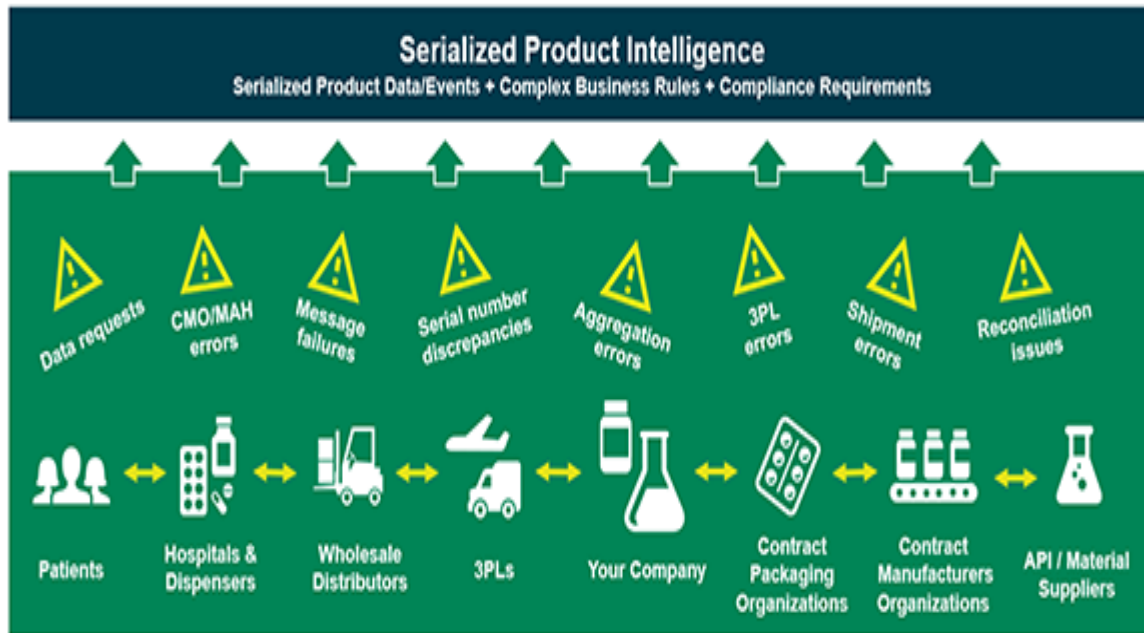 Serialized Product Intelligence
Serialized Product Data/Events + Complex Business Rules + Compliance Requirements
Data requests
CMO/MAH
errors
Message
failures
Serial number
discrepancies
Aggregation
errors
3PL
errors
Shipment
errors
Reconciliation
issues
Patients
Hospitals &
Dispensers
Wholesale
Distributors
3PLs
Your Company
Contract
Packaging
Organizations
Contract
Manufacturers
Organizations
API / Material
Suppliers